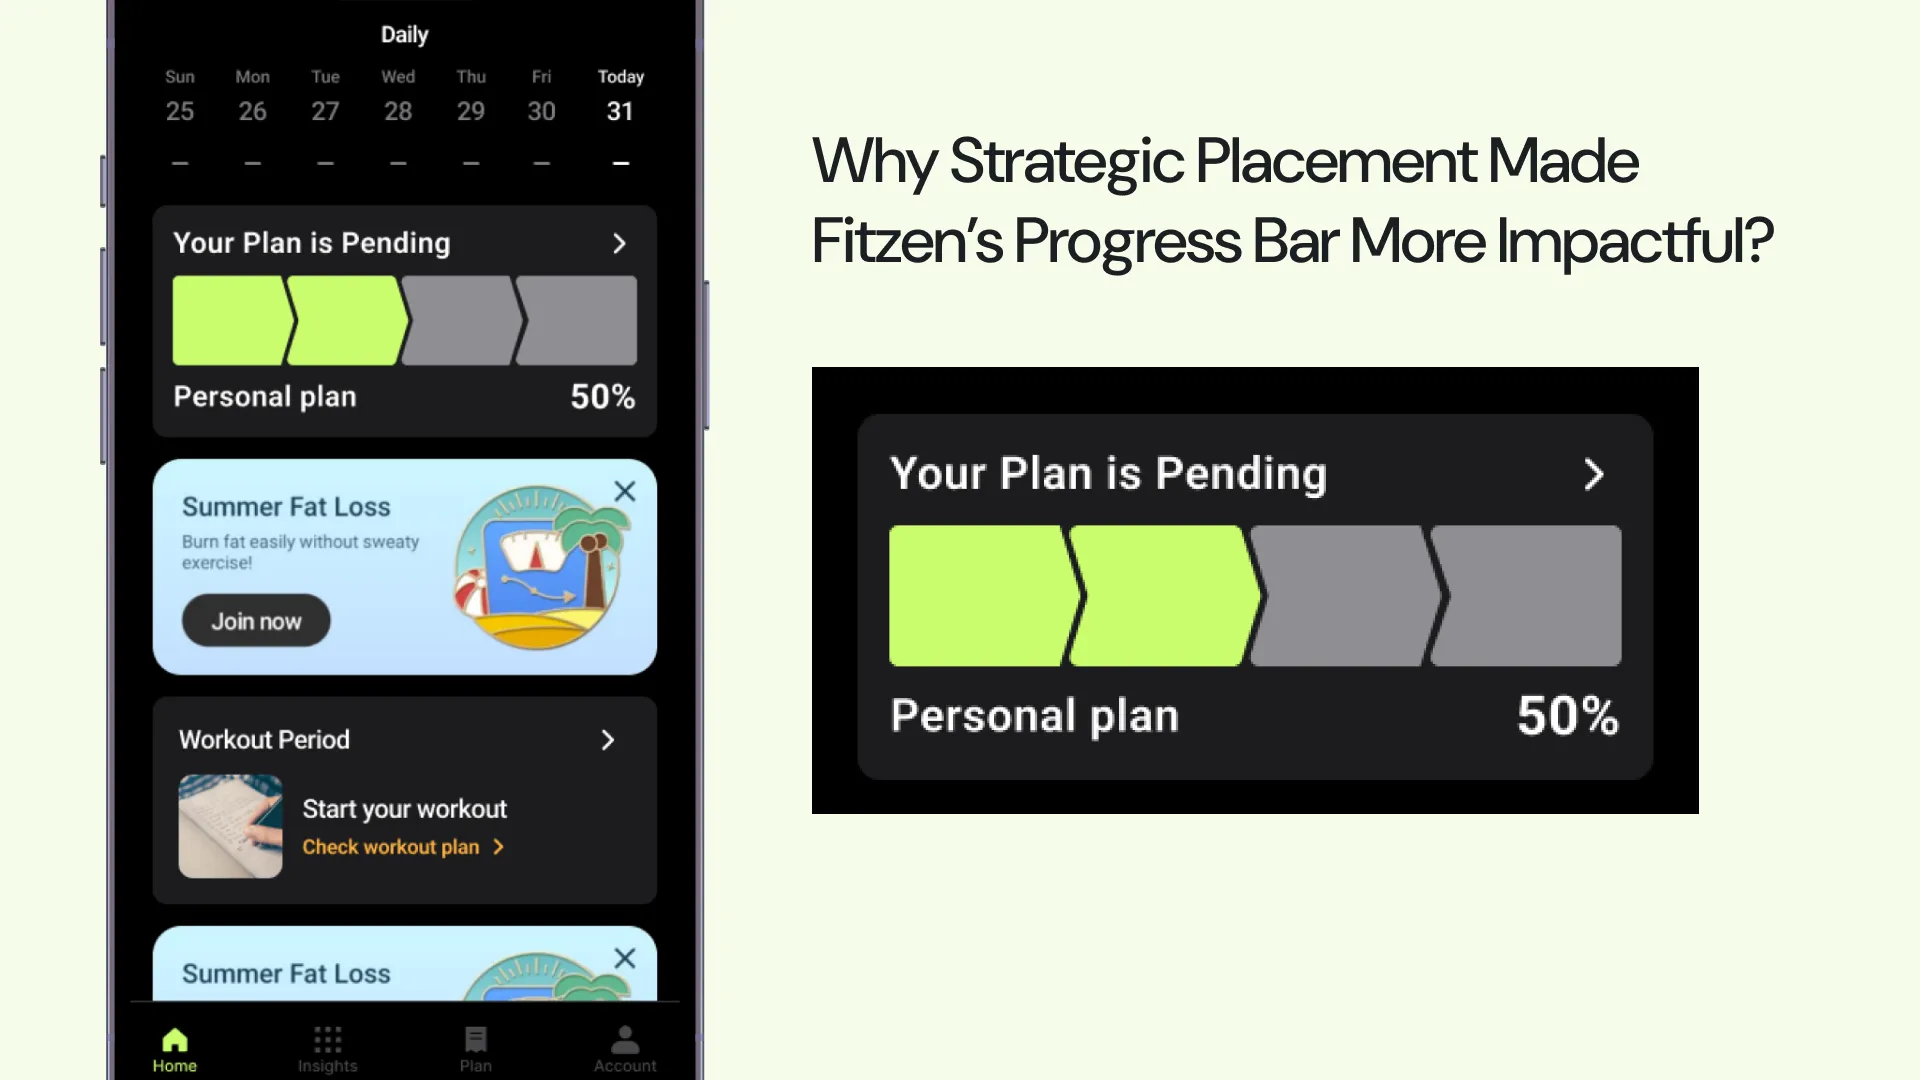 Daily
Sun Mon Tue Wed Thu Fri Today
25 26 27 28 29 30 31
Your Plan is Pending
Personal plan 50%
Summer Fat Loss
Burn fat easily without sweaty
exercise!
Join now
Workout Period
Start your workout
Check workout plan
Summer Fat Loss
Home Insights Plan Account
Why Strategic Placement Made
Fitzen’s Progress Bar More Impactful?
Your Plan is Pending
Personal plan 50%